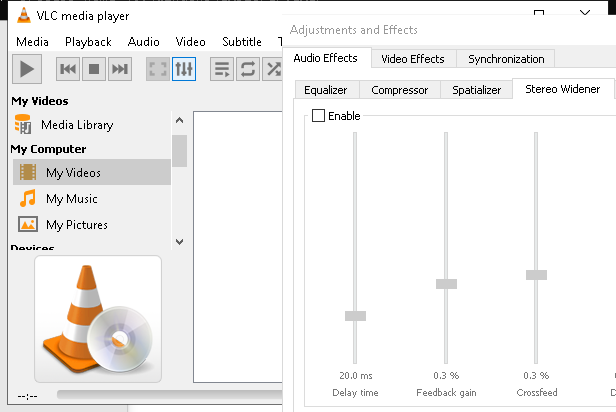 VLC media player
Media Playback Audio Video Subtitle T
My Videos
Media Library
My Computer
My Videos
My Music
My Pictures
Devices
--:--
Adjustments and Effects
Audio Effects Video Effects Synchronization
Equalizer Compressor Spatializer Stereo Widener
Enable
20.0 ms 0.3 % 0.3 %
Delay time Feedback gain Crossfeed D